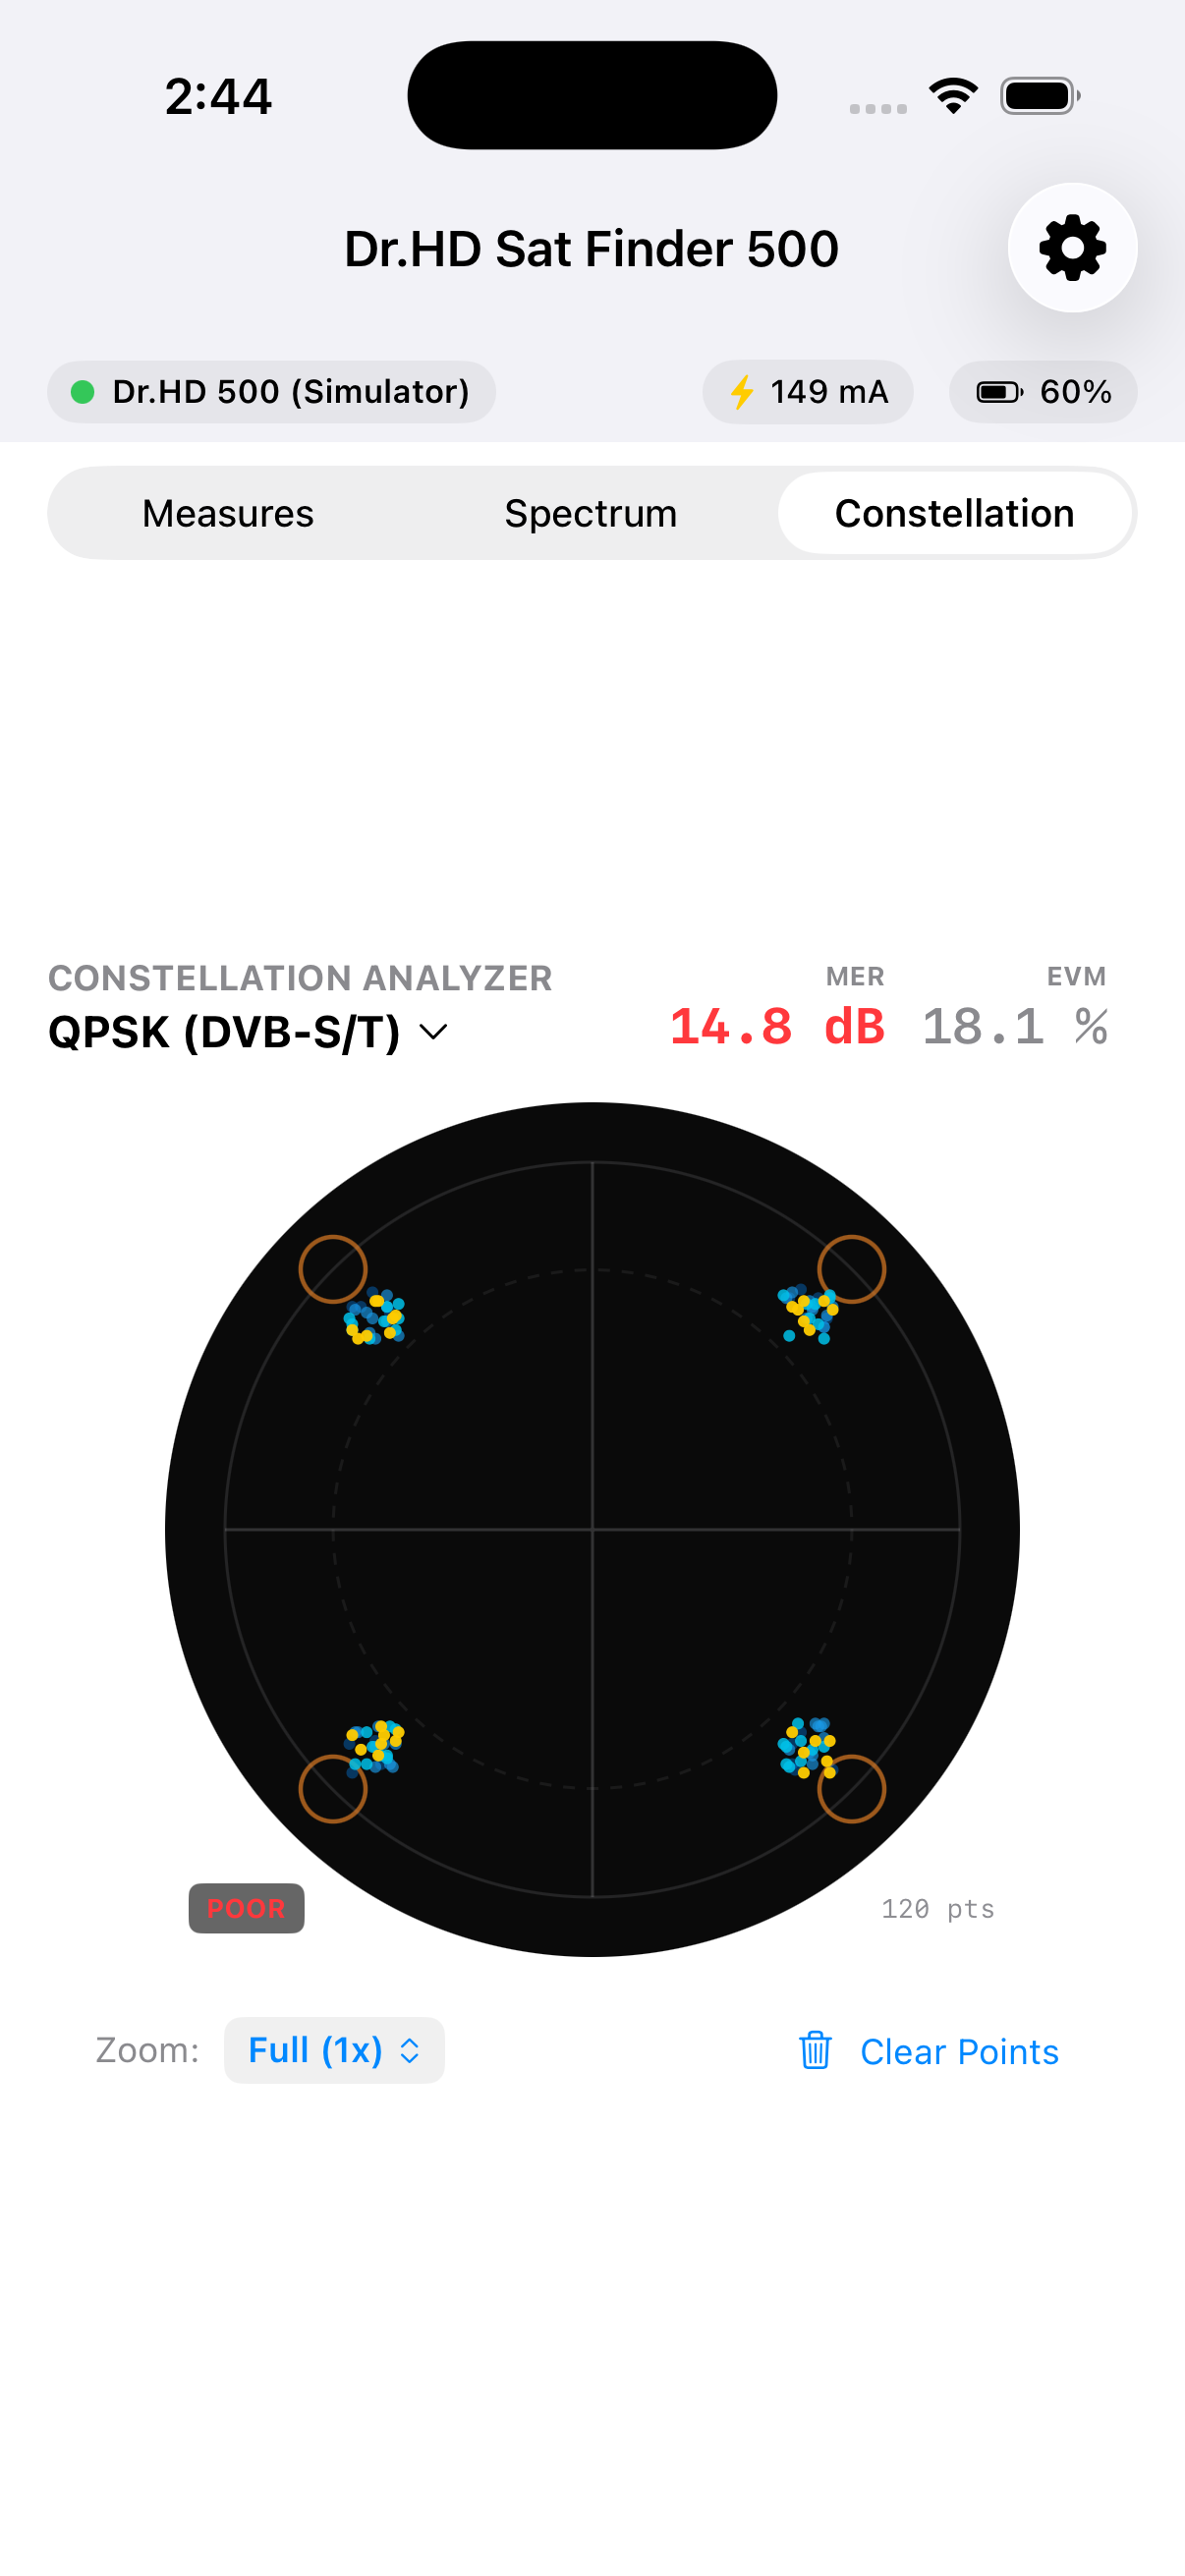 2:44
Dr.HD Sat Finder 500
Dr.HD 500 (Simulator) 149 mA 60%
Measures Spectrum Constellation
CONSTELLATION ANALYZER MER EVM
QPSK (DVB-S/T) 14.8 dB 18.1 %
POOR 120 pts
Zoom: Full (1x) Clear Points